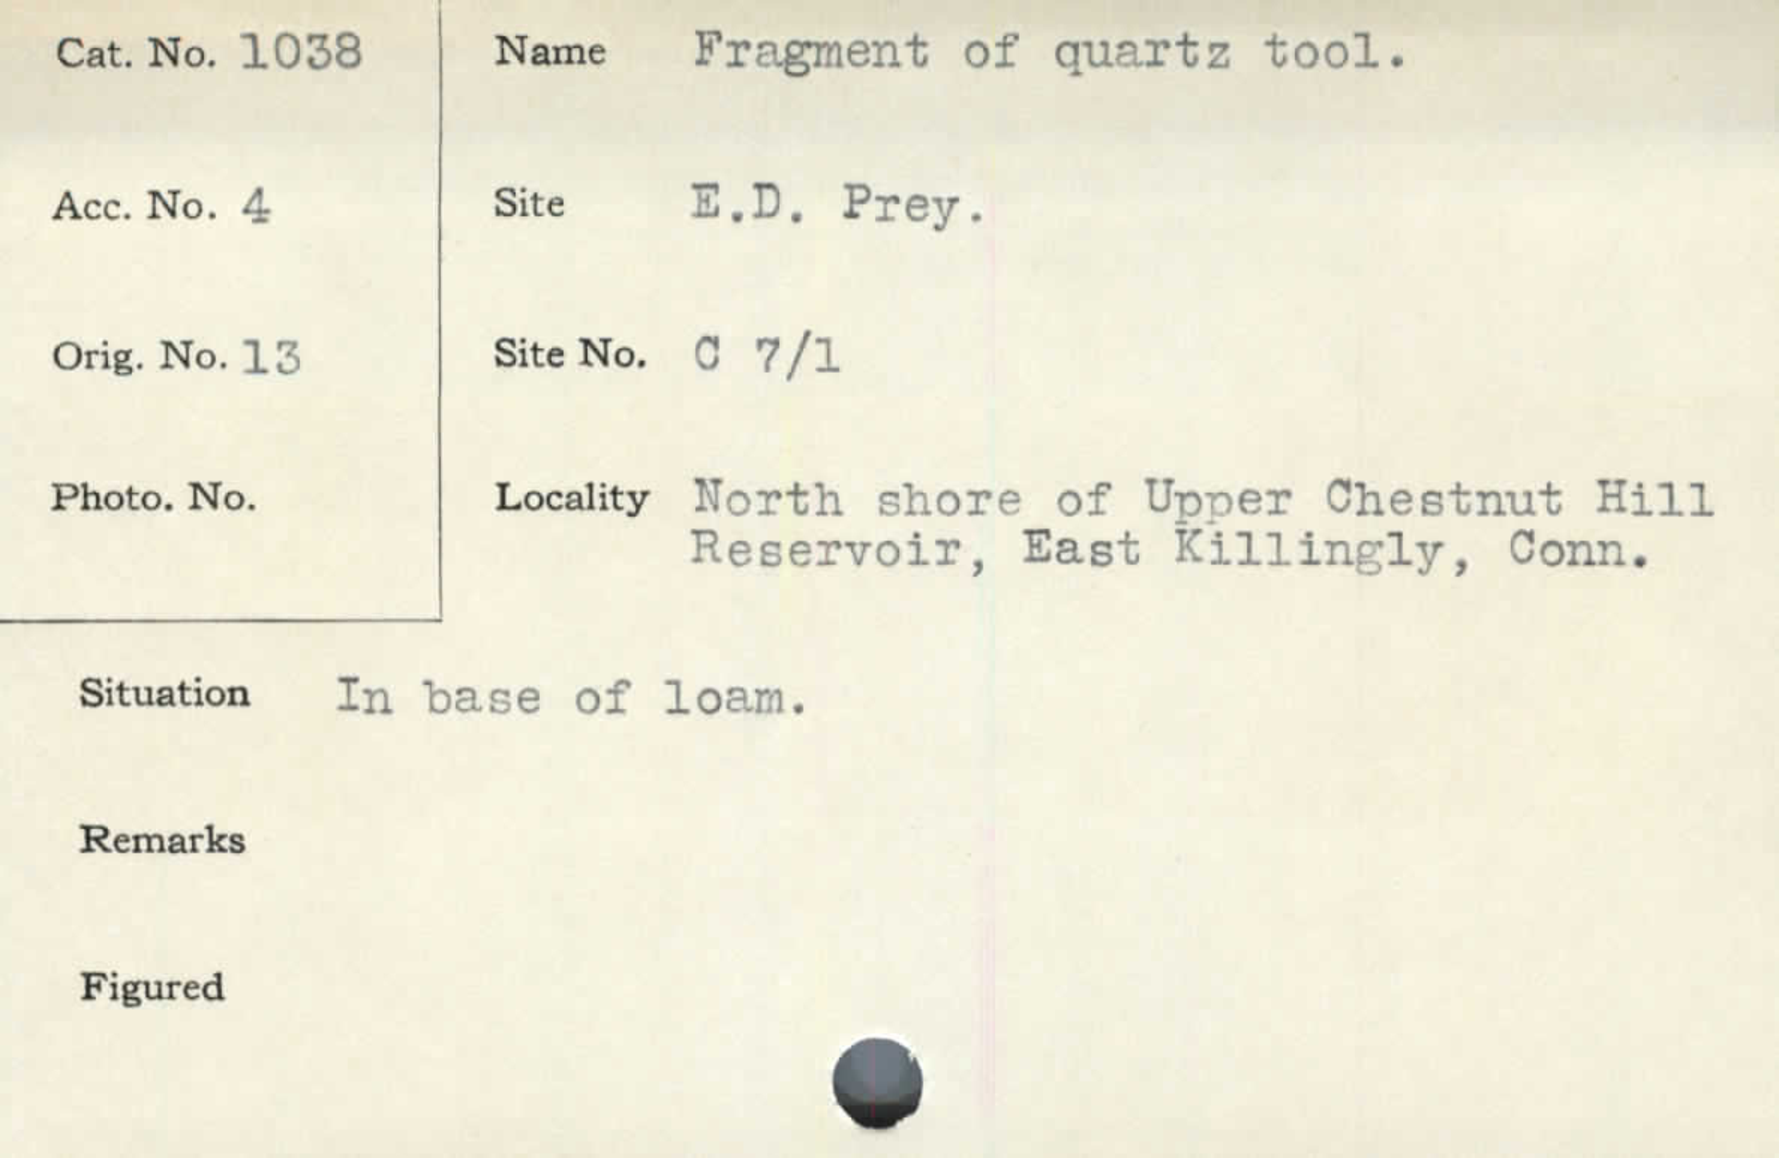 Cat. No. 1038
Name Fragment of quartz tool.
Acc. No. 4
Site E.D. Prey.
Orig. No. 13
Site No. C 7/1
Photo. No.
Locality North shore of Upper Chestnut Hill
Reservoir, East Killingly, Conn.
Situation In base of loam.
Remarks
Figured